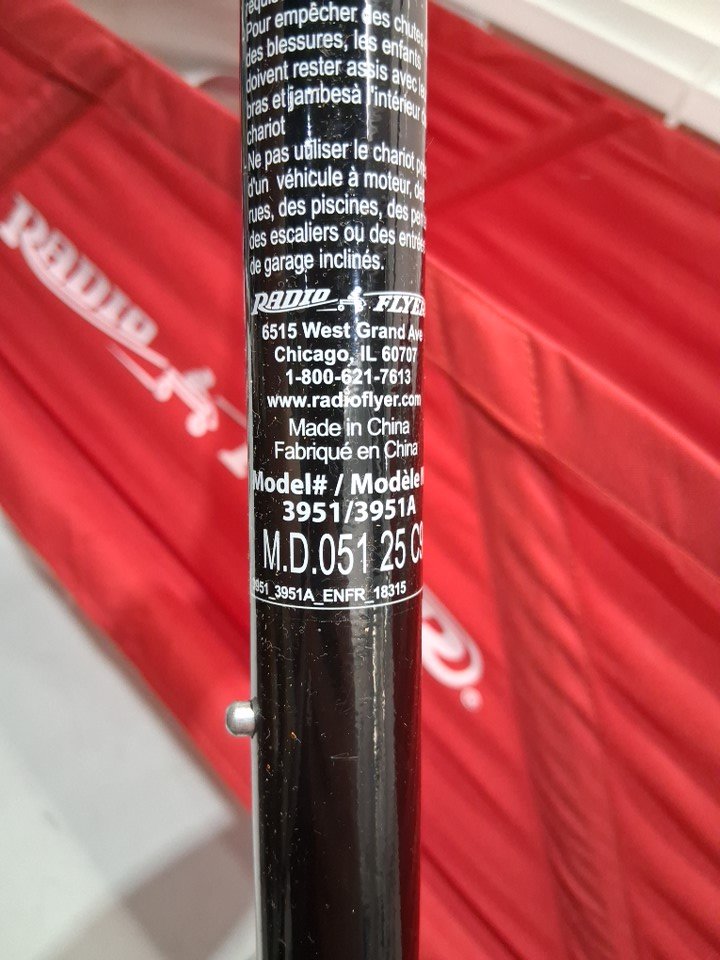 Pour empêcher des chutes
des blessures, les enfants
doivent rester assis avec
bras et jambesà l'intérieur
chariot
-Ne pas utiliser le chariot
d'un véhicule à moteur,
rues, des piscines, des
des escaliers ou des
de garage inclinés.
RADIO FLYER
6515 West Grand Ave
Chicago, IL 60707
1-800-621-7613
www.radioflyer.com
Made in China
Fabriqué en China
Model# / Modèle
3951/3951A
M.D.051 25
3951_3951A_ENFR_18315
RADIO